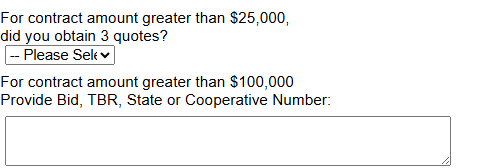 For contract amount greater than $25,000,
did you obtain 3 quotes?
-- Please Sele
For contract amount greater than $100,000
Provide Bid, TBR, State or Cooperative Number: